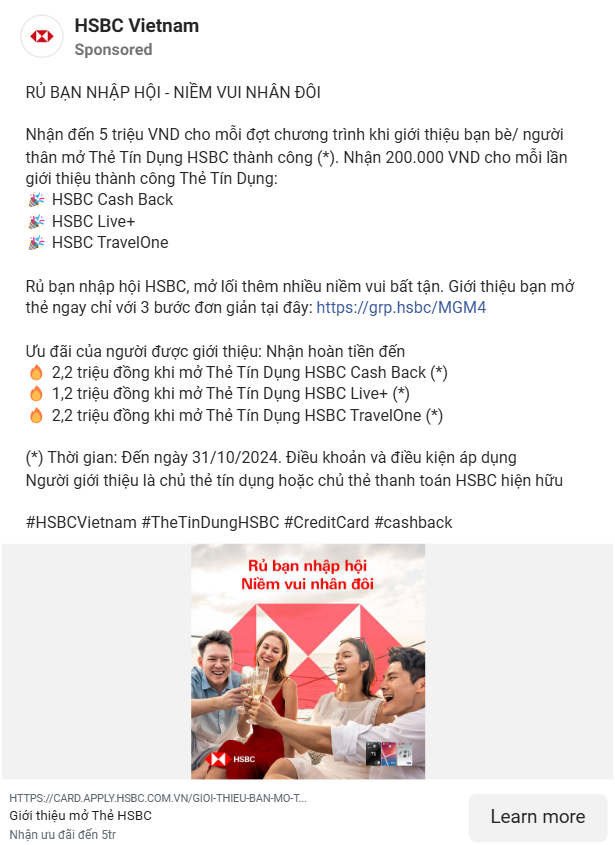 HSBC Vietnam
Sponsored
RỦ BẠN NHẬP HỘI - NIỀM VUI NHÂN ĐÔI
Nhận đến 5 triệu VND cho mỗi đợt chương trình khi giới thiệu bạn bè/ người
thân mở Thẻ Tín Dụng HSBC thành công (*). Nhận 200.000 VND cho mỗi lần
giới thiệu thành công Thẻ Tín Dụng:
🎉 HSBC Cash Back
🎉 HSBC Live+
🎉 HSBC TravelOne
Rủ bạn nhập hội HSBC, mở lối thêm nhiều niềm vui bất tận. Giới thiệu bạn mở
thẻ ngay chỉ với 3 bước đơn giản tại đây: https://grp.hsbc/MGM4
Ưu đãi của người được giới thiệu: Nhận hoàn tiền đến
🔥 2,2 triệu đồng khi mở Thẻ Tín Dụng HSBC Cash Back (*)
🔥 1,2 triệu đồng khi mở Thẻ Tín Dụng HSBC Live+ (*)
🔥 2,2 triệu đồng khi mở Thẻ Tín Dụng HSBC TravelOne (*)
(*) Thời gian: Đến ngày 31/10/2024. Điều khoản và điều kiện áp dụng
Người giới thiệu là chủ thẻ tín dụng hoặc chủ thẻ thanh toán HSBC hiện hữu
#HSBCVietnam #TheTinDungHSBC #CreditCard #cashback
Rủ bạn nhập hội
Niềm vui nhân đôi
HSBC
HTTPS://CARD.APPLY.HSBC.COM.VN/GIOI-THIEU-BAN-MO-T...
Giới thiệu mở Thẻ HSBC
Nhận ưu đãi đến 5tr
Learn more